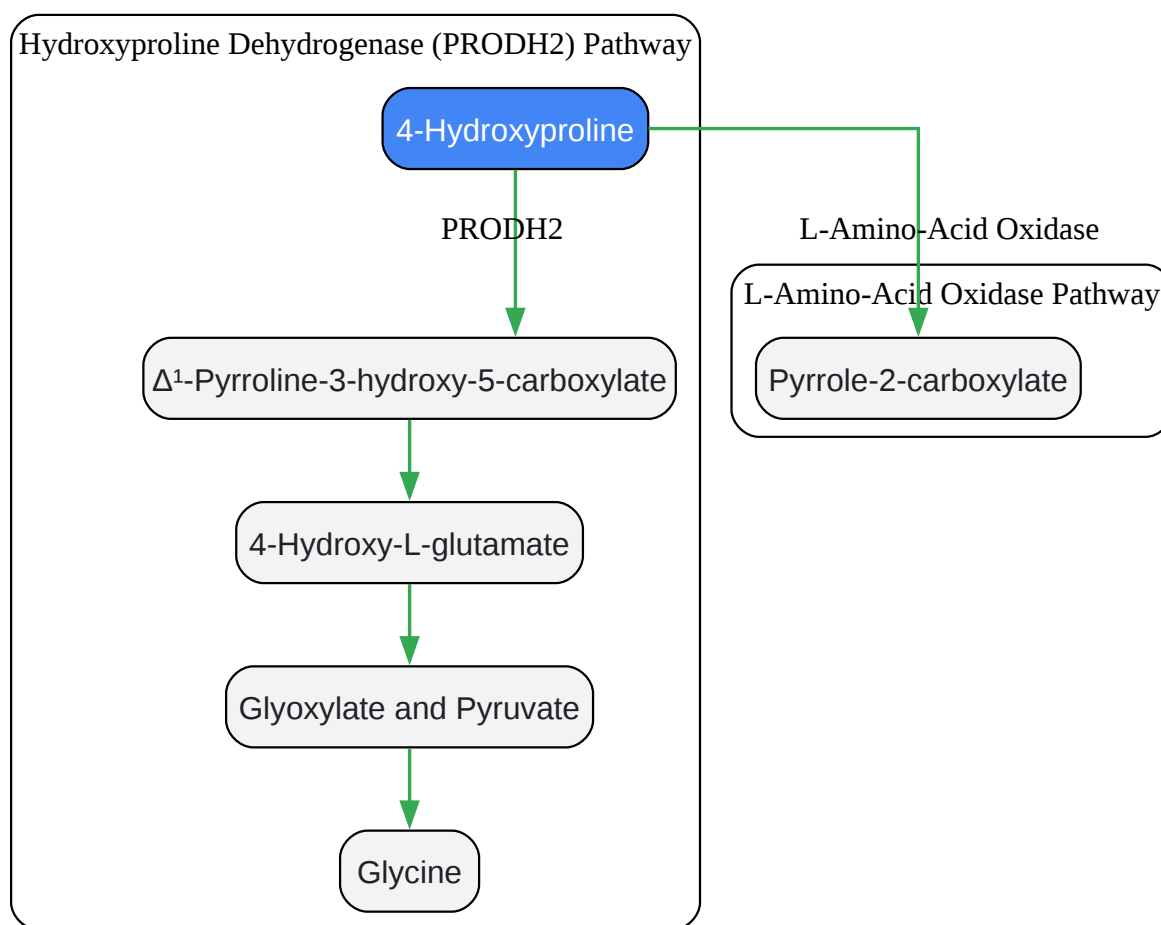 Hydroxyproline Dehydrogenase (PRODH2) Pathway
4-Hydroxyproline
PRODH2
L-Amino-Acid Oxidase
L-Amino-Acid Oxidase Pathway
Δ¹-Pyrroline-3-hydroxy-5-carboxylate
Pyrrole-2-carboxylate
4-Hydroxy-L-glutamate
Glyoxylate and Pyruvate
Glycine